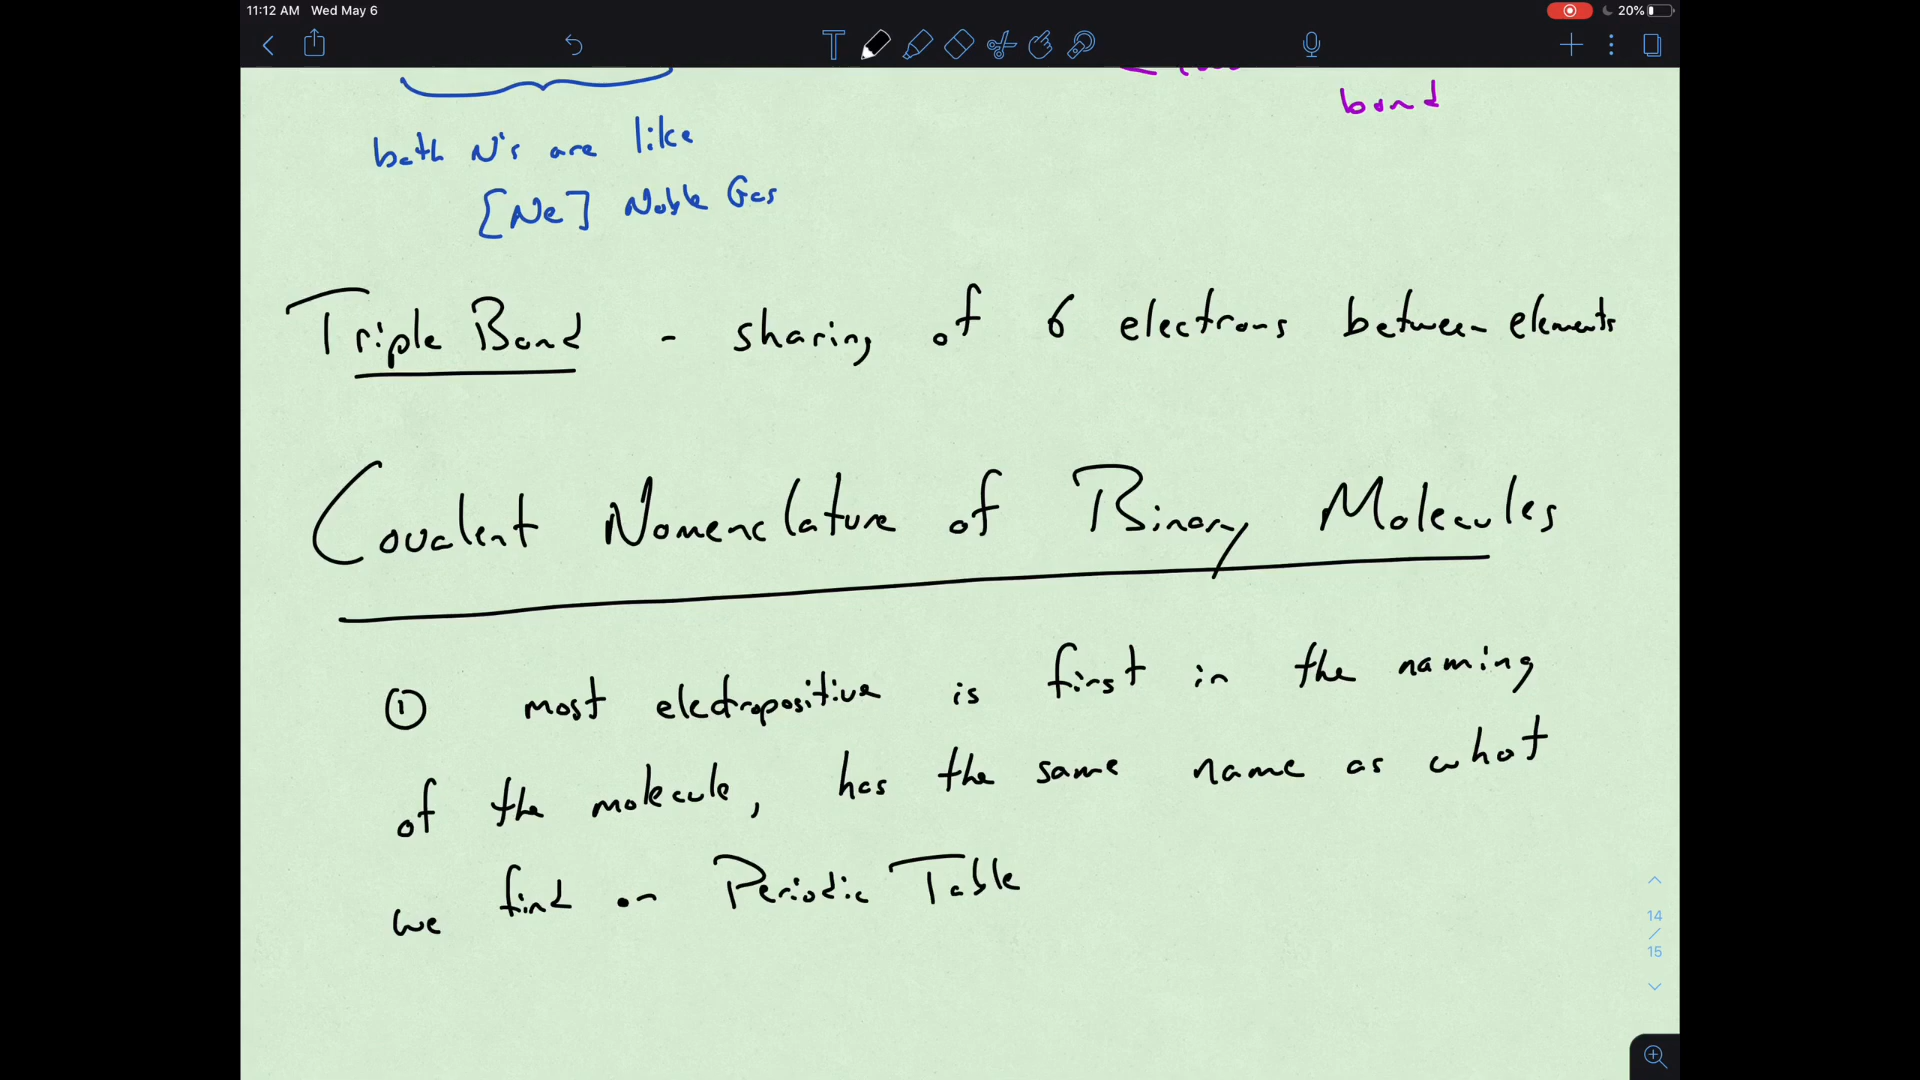 11:12 AM Wed May 6
20%
T
bond
both N's are like
[Ne] Noble Gas
Triple Bond - sharing of 6 electrons between elements
Covalent Nomenclature of Binary Molecules
① most electropositive is first in the naming
of the molecule, has the same name as what
we find on Periodic Table
14
/
15